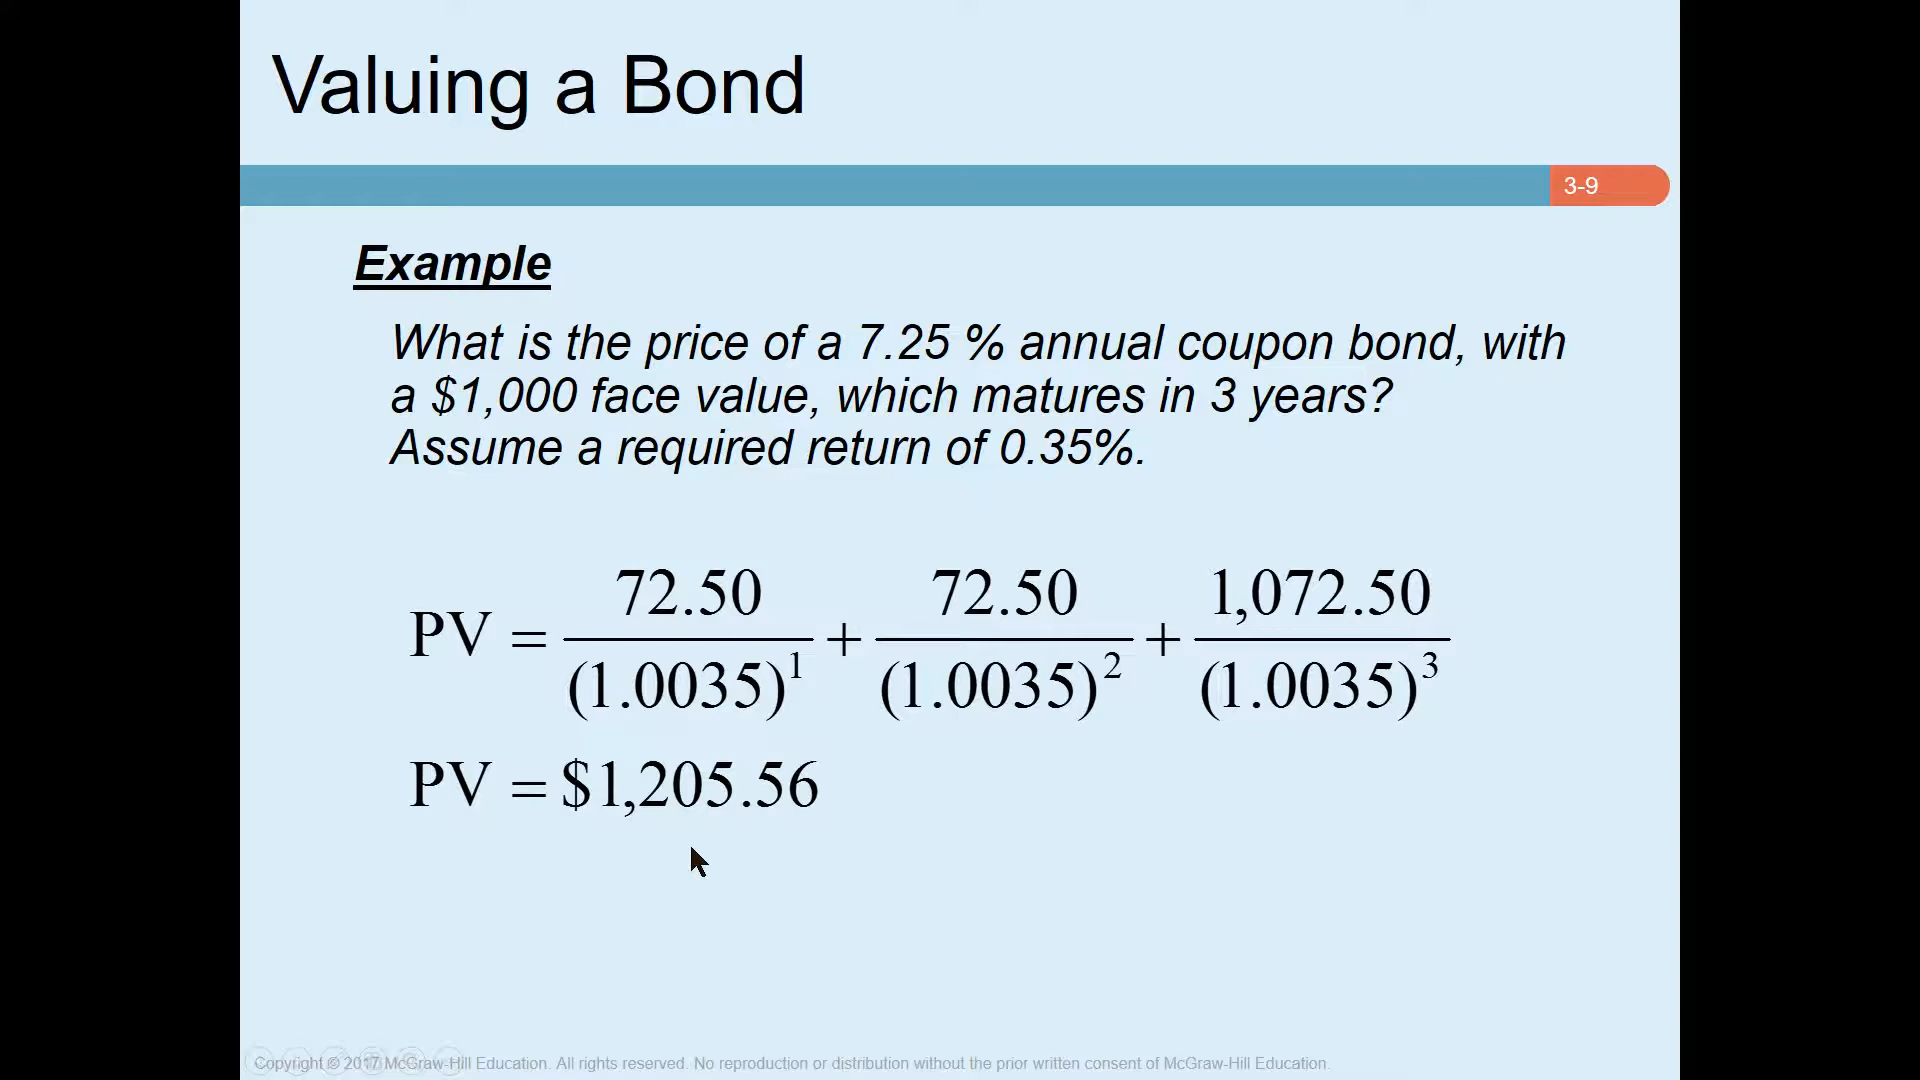 Valuing a Bond
3-9
Example
What is the price of a 7.25 % annual coupon bond, with
a $1,000 face value, which matures in 3 years?
Assume a required return of 0.35%.
PV = 72.50/(1.0035)^1 + 72.50/(1.0035)^2 + 1,072.50/(1.0035)^3
PV = $1,205.56
Copyright © 2017 McGraw-Hill Education. All rights reserved. No reproduction or distribution without the prior written consent of McGraw-Hill Education.